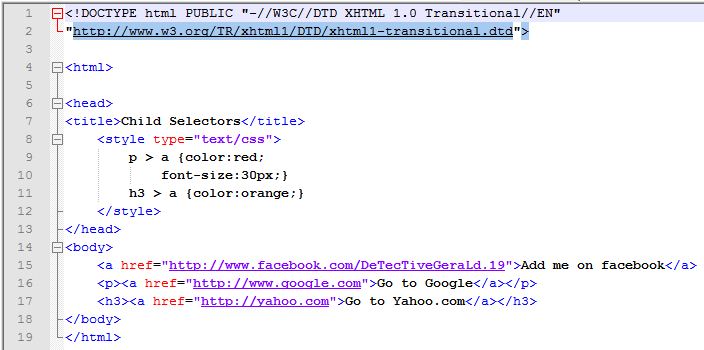 1 <!DOCTYPE html PUBLIC "-//W3C//DTD XHTML 1.0 Transitional//EN"
2 "http://www.w3.org/TR/xhtml1/DTD/xhtml1-transitional.dtd">
3
4 <html>
5
6 <head>
7 <title>Child Selectors</title>
8 <style type="text/css">
9 p > a {color:red;
10 font-size:30px;}
11 h3 > a {color:orange;}
12 </style>
13 </head>
14 <body>
15 <a href="http://www.facebook.com/DeTecTiveGeraLd.19">Add me on facebook</a>
16 <p><a href="http://www.google.com">Go to Google</a></p>
17 <h3><a href="http://yahoo.com">Go to Yahoo.com</a></h3>
18 </body>
19 </html>